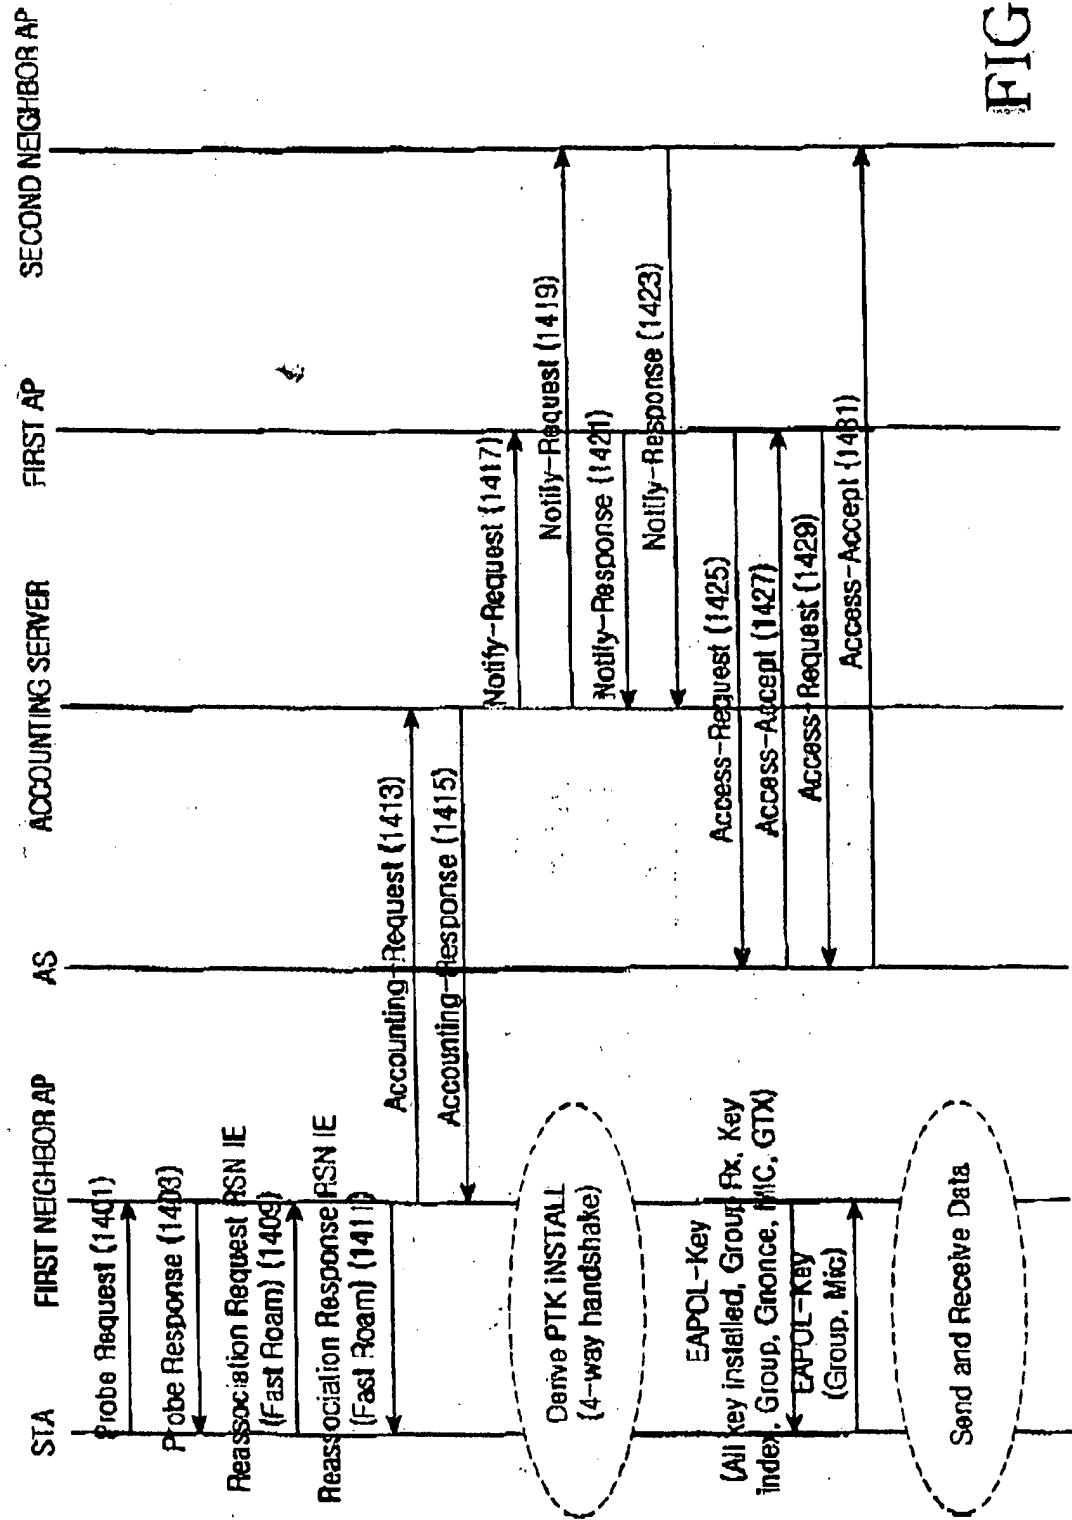 STA
FIRST NEIGHBOR AP
AS
ACCOUNTING SERVER
FIRST AP
SECOND NEIGHBOR AP
Probe Request (1401)
Probe Response (1403)
Reassociation Request RSN IE
(Fast Roam) (1409)
Reassociation Response RSN IE
(Fast Roam) (1411)
Accounting-Request (1413)
Accounting-Response (1415)
Notify-Request (1417)
Notify-Request (1419)
Derive PTK INSTALL
(4-way handshake)
Notify-Response (1421)
Notify-Response (1423)
EAPOL-Key
(All key installed, Group Rx, Key
index, Group, Gnonce, MIC, GTX)
EAPOL-Key
(Group, Mic)
Access-Request (1425)
Access-Accept (1427)
Access-Request (1429)
Access-Accept (1431)
Send and Receive Data
FIG